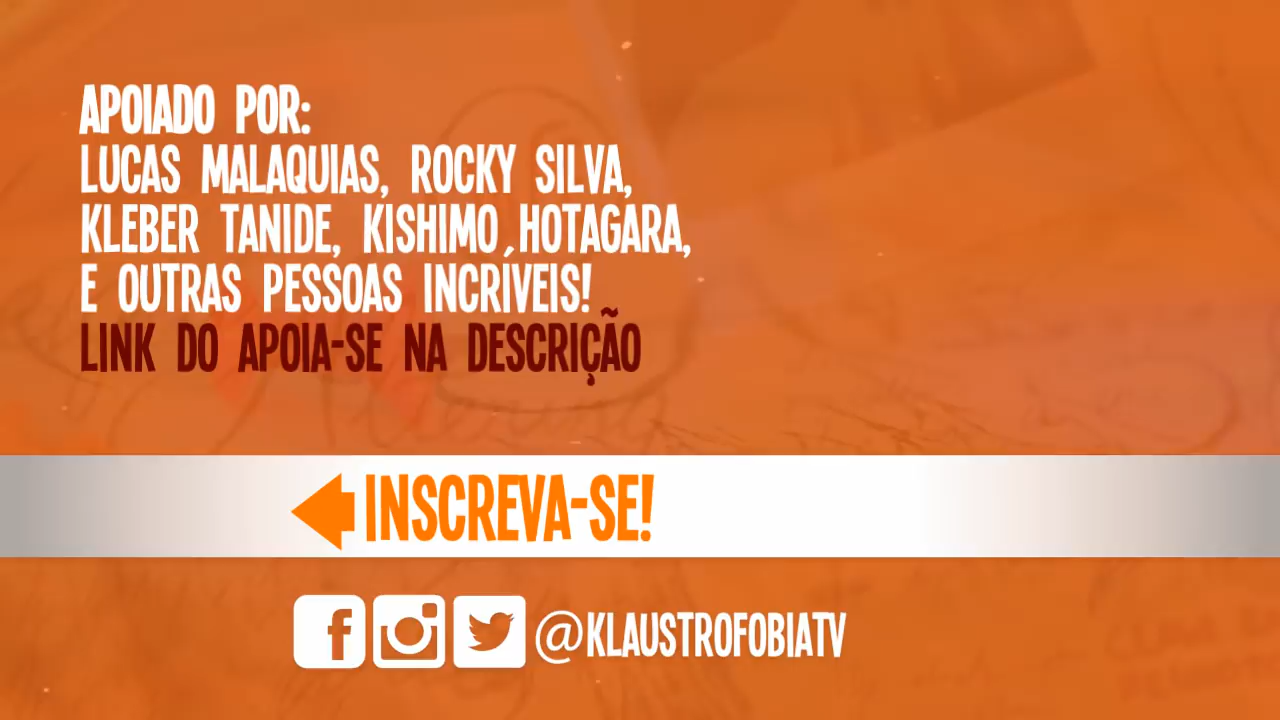 APOIADO POR:
LUCAS MALAQUIAS, ROCKY SILVA,
KLEBER TANIDE, KISHIMO HOTAGARA,
E OUTRAS PESSOAS INCRÍVEIS!
LINK DO APOIA-SE NA DESCRIÇÃO
INSCREVA-SE!
@KLAUSTROFOBIATV